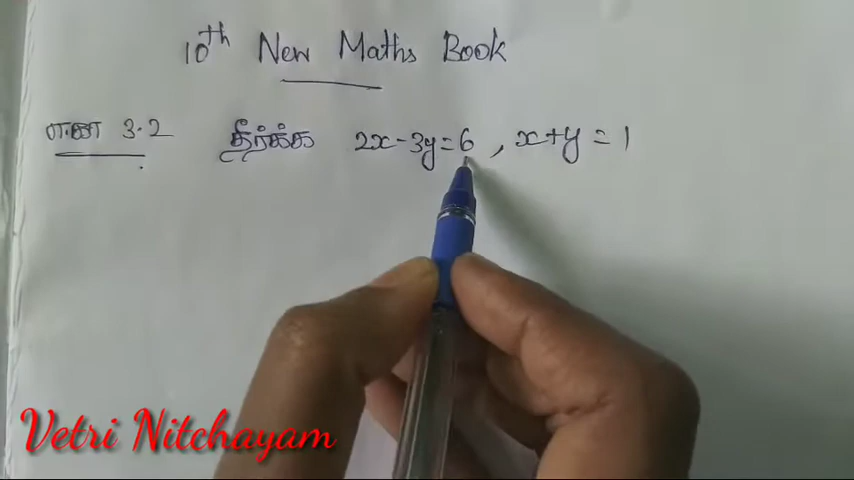 10th New Maths Book
எ.கா 3.2 தீர்க்க 2x-3y=6, x+y=1
Vetri Nitchayam